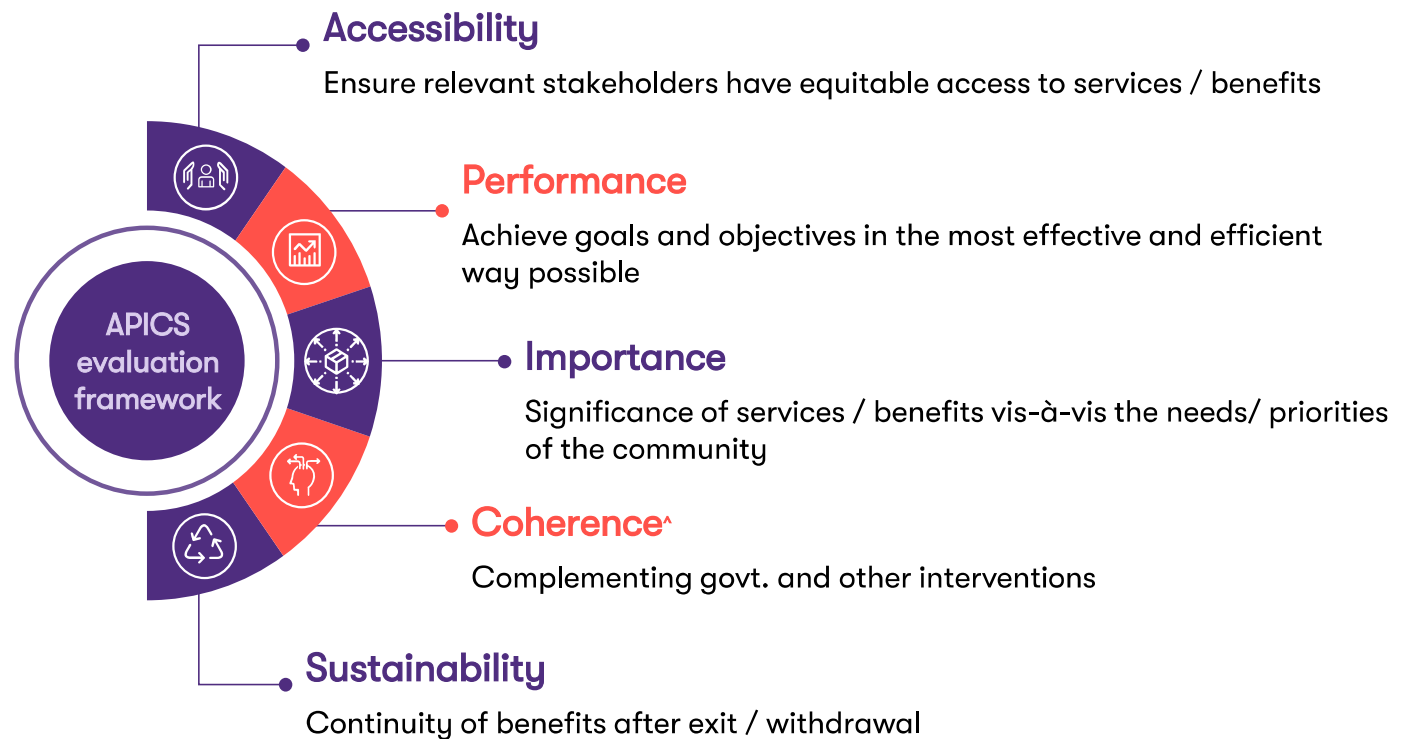 Accessibility
Ensure relevant stakeholders have equitable access to services / benefits
Performance
Achieve goals and objectives in the most effective and efficient
way possible
APICS
evaluation
framework
Importance
Significance of services / benefits vis-à-vis the needs/ priorities
of the community
Coherence^
Complementing govt. and other interventions
Sustainability
Continuity of benefits after exit / withdrawal